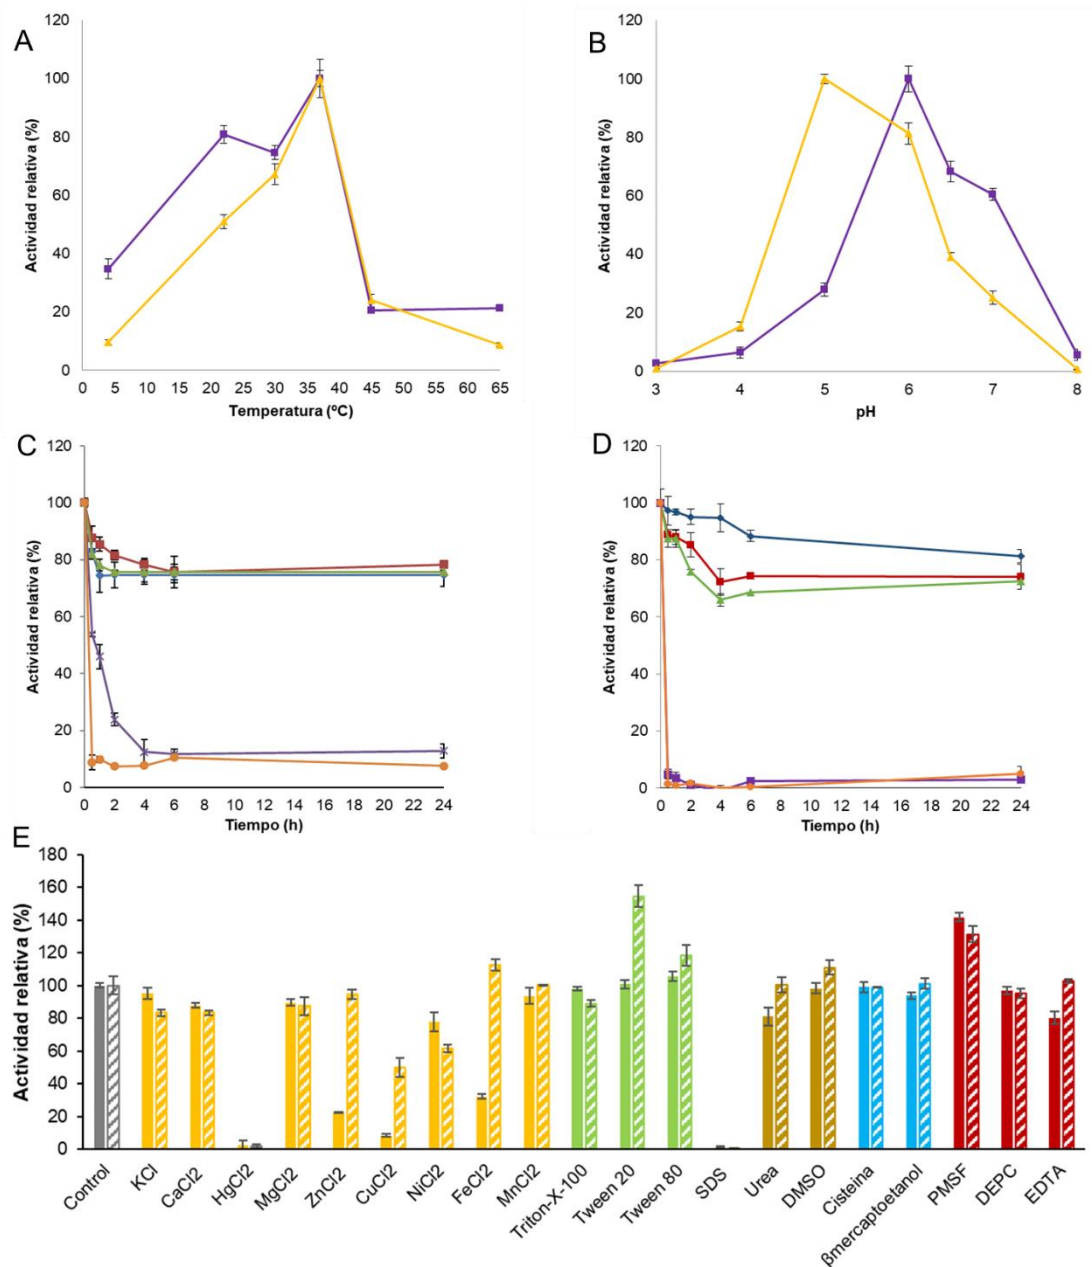 A
Actividad relativa (%)
120
100
80
60
40
20
0
0 5 10 15 20 25 30 35 40 45 50 55 60 65
Temperatura (ºC)
B
Actividad relativa (%)
120
100
80
60
40
20
0
3 4 5 6 7 8
pH
C
Actividad relativa (%)
120
100
80
60
40
20
0
0 2 4 6 8 10 12 14 16 18 20 22 24
Tiempo (h)
D
Actividad relativa (%)
120
100
80
60
40
20
0
0 2 4 6 8 10 12 14 16 18 20 22 24
Tiempo (h)
E
Actividad relativa (%)
180
160
140
120
100
80
60
40
20
0
Control
KCl
CaCl2
HgCl2
MgCl2
ZnCl2
CuCl2
NiCl2
FeCl2
MnCl2
Triton-X-100
Tween 20
Tween 80
SDS
Urea
DMSO
Cisteina
βmercaptoetanol
PMSF
DEPC
EDTA